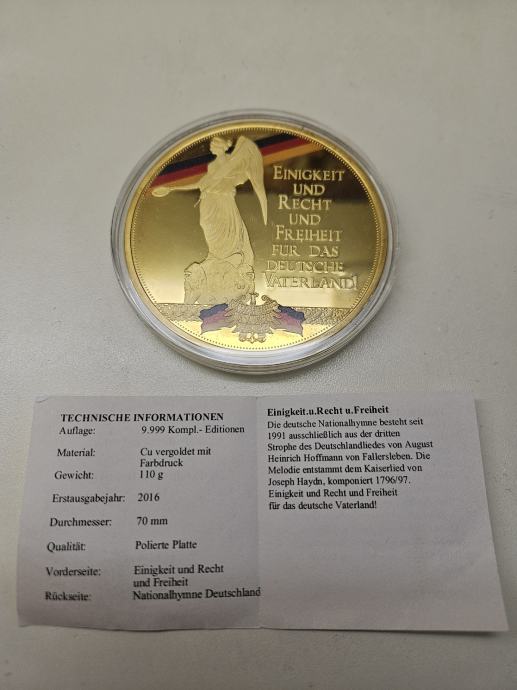 EINIGKEIT
UND
RECHT
UND
FREIHEIT
FÜR DAS
DEUTSCHE
VATERLAND!
TECHNISCHE INFORMATIONEN
Auflage: 9.999 Kompl.- Editionen
Material: Cu vergoldet mit
Farbdruck
Gewicht: 110 g
Erstausgabejahr: 2016
Durchmesser: 70 mm
Qualität: Polierte Platte
Vorderseite: Einigkeit und Recht
und Freiheit
Rückseite: Nationalhymne Deutschland
Einigkeit.u.Recht u.Freiheit
Die deutsche Nationalhymne besteht seit
1991 ausschließlich aus der dritten
Strophe des Deutschlandliedes von August
Heinrich Hoffmann von Fallersleben. Die
Melodie entstammt dem Kaiserlied von
Joseph Haydn, komponiert 1796/97.
Einigkeit und Recht und Freiheit
für das deutsche Vaterland!